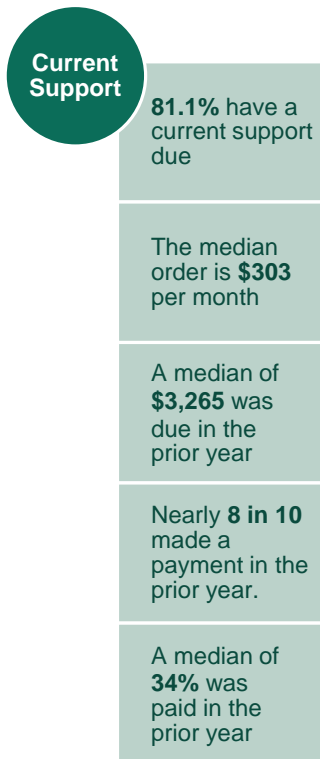 Current
Support
81.1% have a
current support
due
The median
order is $303
per month
A median of
$3,265 was
due in the
prior year
Nearly 8 in 10
made a
payment in the
prior year.
A median of
34% was
paid in the
prior year